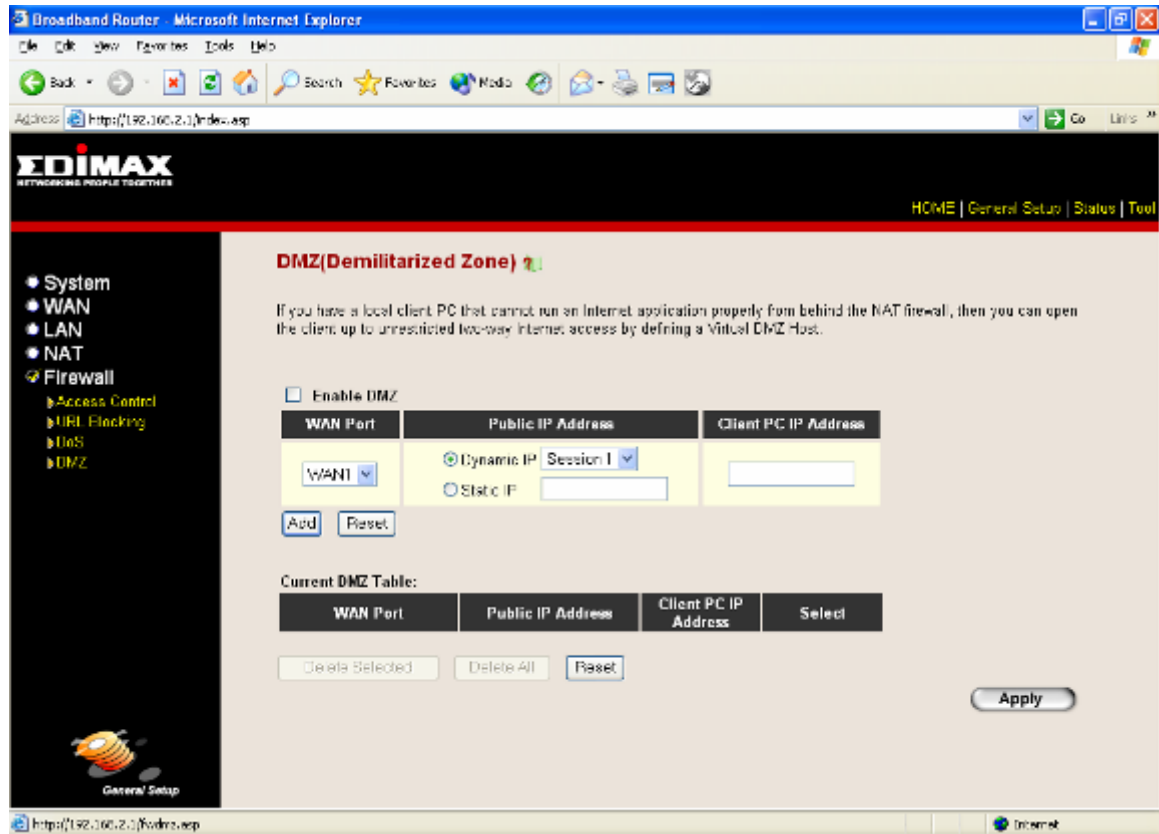 Broadband Router - Microsoft Internet Explorer
File Edit View Favorites Tools Help
Back Search Favorites Media
Address http://192.168.2.1/index.asp Go Links »
EDIMAX
NETWORKING PEOPLE TOGETHER
HOME | General Setup | Status | Tool
System
WAN
LAN
NAT
Firewall
Access Control
URL Blocking
DoS
DMZ
DMZ(Demilitarized Zone)
If you have a local client PC that cannot run an Internet application properly from behind the NAT firewall, then you can open
the client up to unrestricted two-way Internet access by defining a Virtual DMZ Host.
Enable DMZ
WAN Port Public IP Address Client PC IP Address
WAN1 Dynamic IP Session 1
Static IP
Add Reset
Current DMZ Table:
WAN Port Public IP Address Client PC IP Address Select
Delete Selected Delete All Reset
Apply
General Setup
http://192.168.2.1/fwdmz.asp Internet